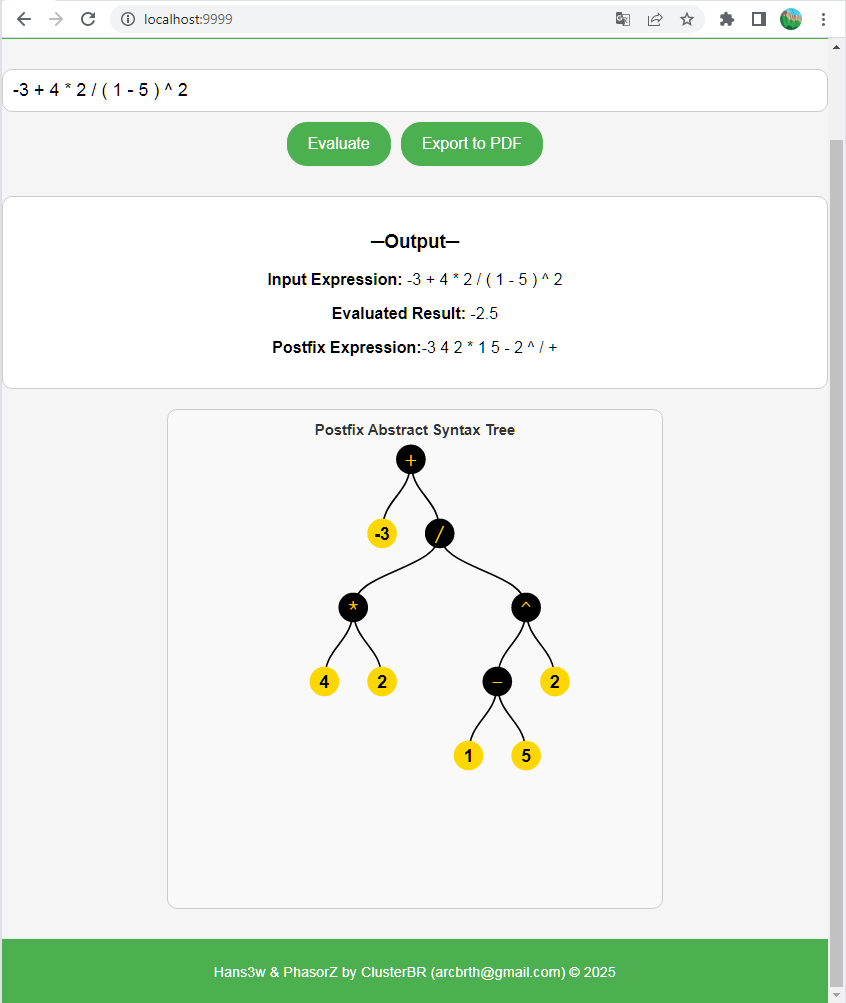 localhost:9999
-3 + 4 * 2 / ( 1 - 5 ) ^ 2
Evaluate Export to PDF
—Output—
Input Expression: -3 + 4 * 2 / ( 1 - 5 ) ^ 2
Evaluated Result: -2.5
Postfix Expression:-3 4 2 * 1 5 - 2 ^ / +
Postfix Abstract Syntax Tree
+
-3 /
* ^
4 2 − 2
1 5
Hans3w & PhasorZ by ClusterBR (arcbrth@gmail.com) © 2025